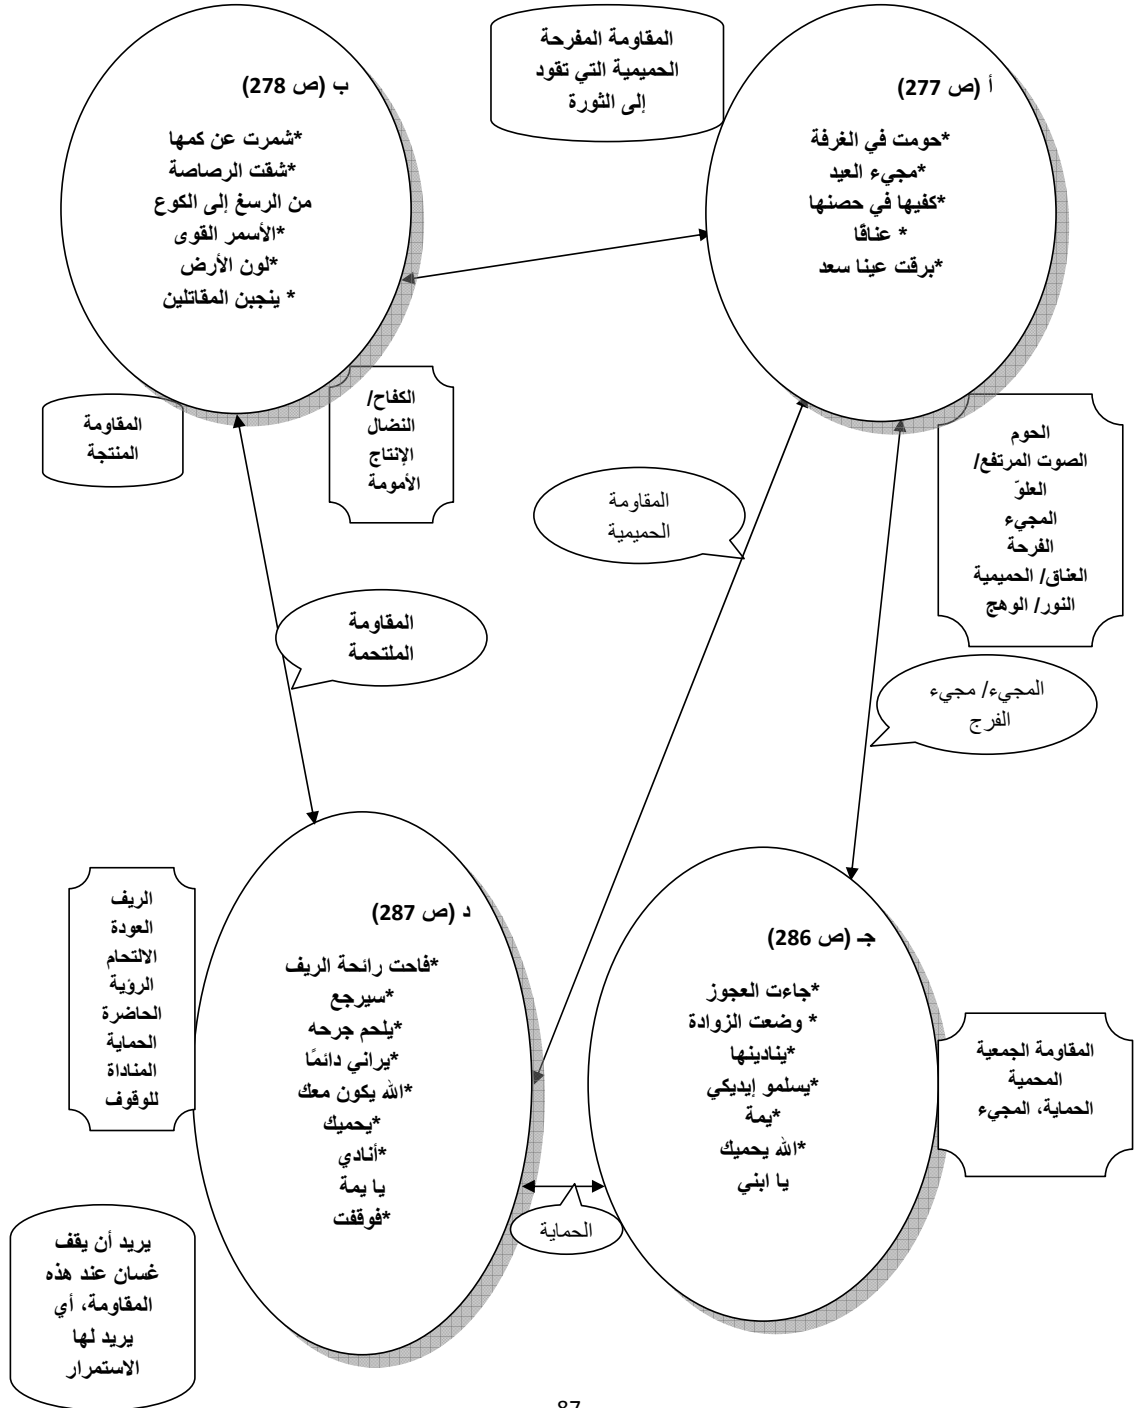 المقاومة المفرحة
الحميمية التي تقود
إلى الثورة
أ (ص 277)
*حومت في الغرفة
*مجيء العيد
*كفيها في حصنها
* عناقًا
*برقت عينا سعد
ب (ص 278)
*شمرت عن كمها
*شقت الرصاصة
من الرسغ إلى الكوع
*الأسمر القوى
*لون الأرض
* ينجبن المقاتلين
الحوم
الصوت المرتفع/
العلوّ
المجيء
الفرحة
العناق/ الحميمية
النور/ الوهج
الكفاح/
النضال
الإنتاج
الأمومة
المقاومة
المنتجة
المقاومة
الحميمية
المقاومة
الملتحمة
المجيء/ مجيء
الفرج
جـ (ص 286)
*جاءت العجوز
* وضعت الزوادة
*ينادينها
*يسلمو إيديكي
*يمة
*الله يحميك
يا ابني
المقاومة الجمعية
المحمية
الحماية، المجيء
د (ص 287)
*فاحت رائحة الريف
*سيرجع
*يلحم جرحه
*يراني دائمًا
*الله يكون معك
*يحميك
*أنادي
يا يمة
*فوقفت
الريف
العودة
الالتحام
الرؤية
الحاضرة
الحماية
المناداة
للوقوف
الحماية
يريد أن يقف
غسان عند هذه
المقاومة، أي
يريد لها
الاستمرار
87